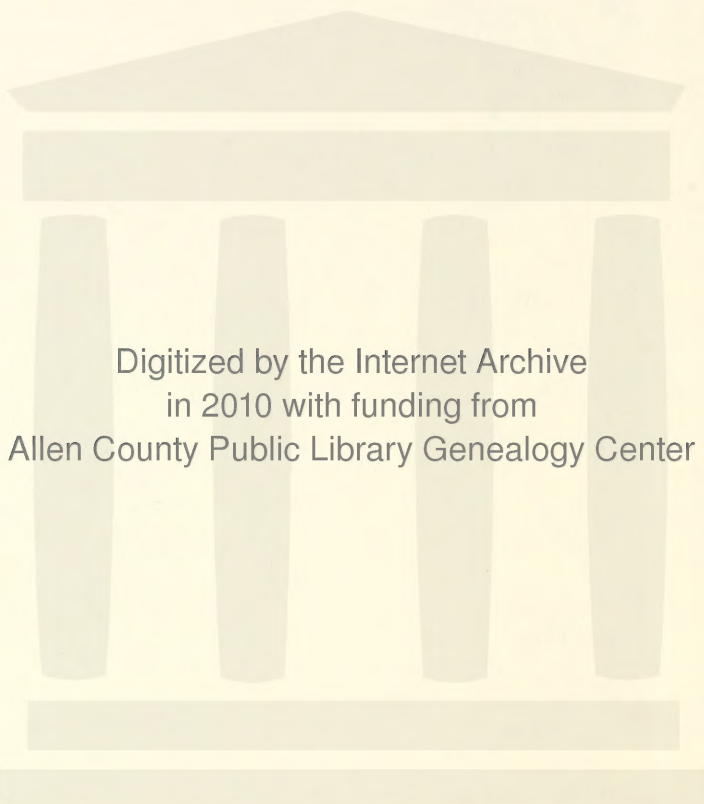 Digitized by the Internet Archive
in 2010 with funding from
Allen County Public Library Genealogy Center